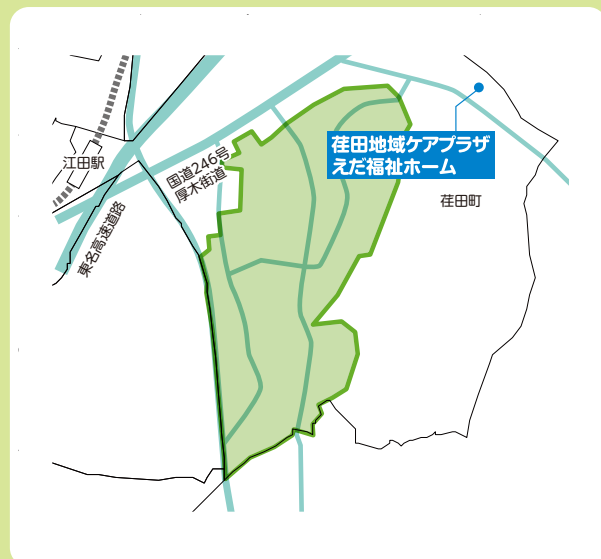 荏田地域ケアプラザ
えだ福祉ホーム
江田駅
国道246号
厚木街道
荏田町
東名高速道路